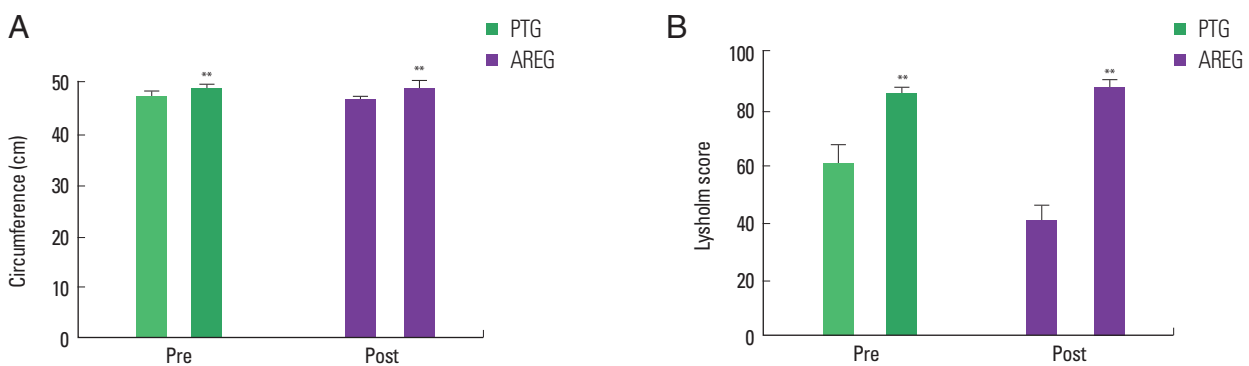 A
PTG
AREG
Circumference (cm)
50
40
30
20
10
0
**
**
Pre
Post
B
PTG
AREG
Lysholm score
100
80
60
40
20
0
**
**
Pre
Post